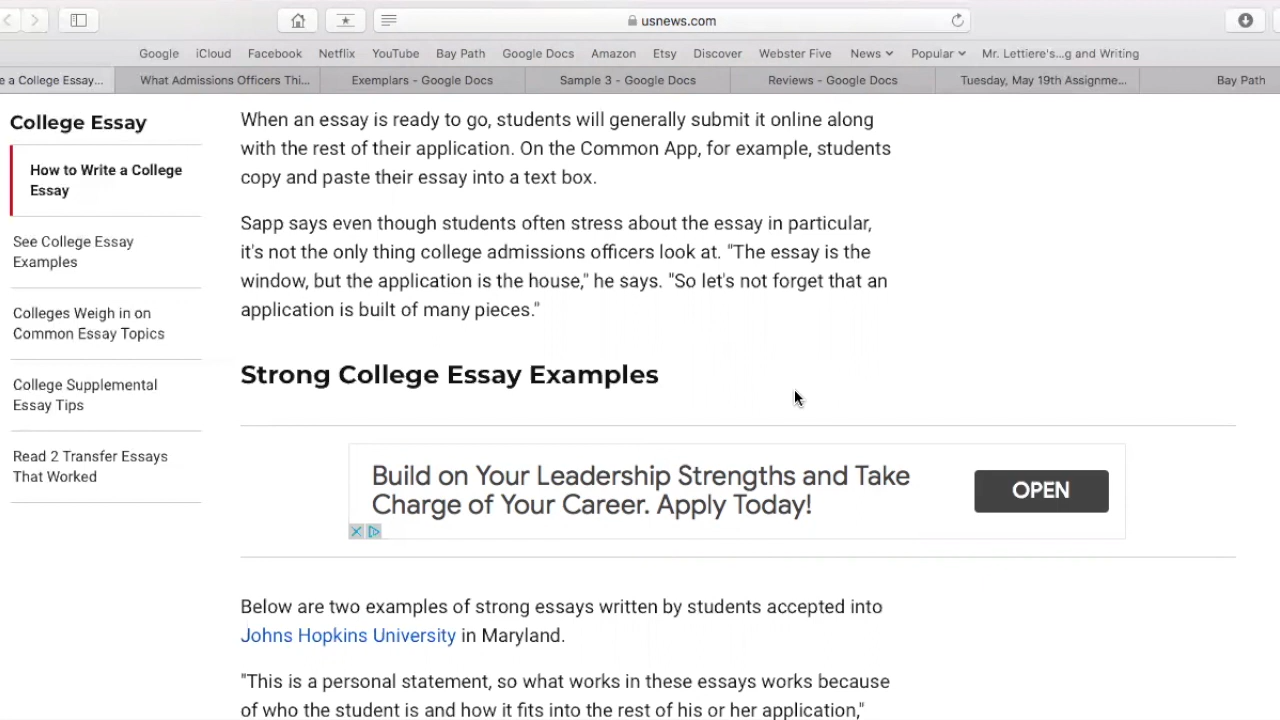 usnews.com
Google iCloud Facebook Netflix YouTube Bay Path Google Docs Amazon Etsy Discover Webster Five News Popular Mr. Lettiere's...g and Writing
e a College Essay... What Admissions Officers Thi... Exemplars - Google Docs Sample 3 - Google Docs Reviews - Google Docs Tuesday, May 19th Assignme... Bay Path
College Essay
How to Write a College
Essay
See College Essay
Examples
Colleges Weigh in on
Common Essay Topics
College Supplemental
Essay Tips
Read 2 Transfer Essays
That Worked
When an essay is ready to go, students will generally submit it online along
with the rest of their application. On the Common App, for example, students
copy and paste their essay into a text box.
Sapp says even though students often stress about the essay in particular,
it's not the only thing college admissions officers look at. "The essay is the
window, but the application is the house," he says. "So let's not forget that an
application is built of many pieces."
Strong College Essay Examples
Build on Your Leadership Strengths and Take
Charge of Your Career. Apply Today!
OPEN
Below are two examples of strong essays written by students accepted into
Johns Hopkins University in Maryland.
"This is a personal statement, so what works in these essays works because
of who the student is and how it fits into the rest of his or her application,"